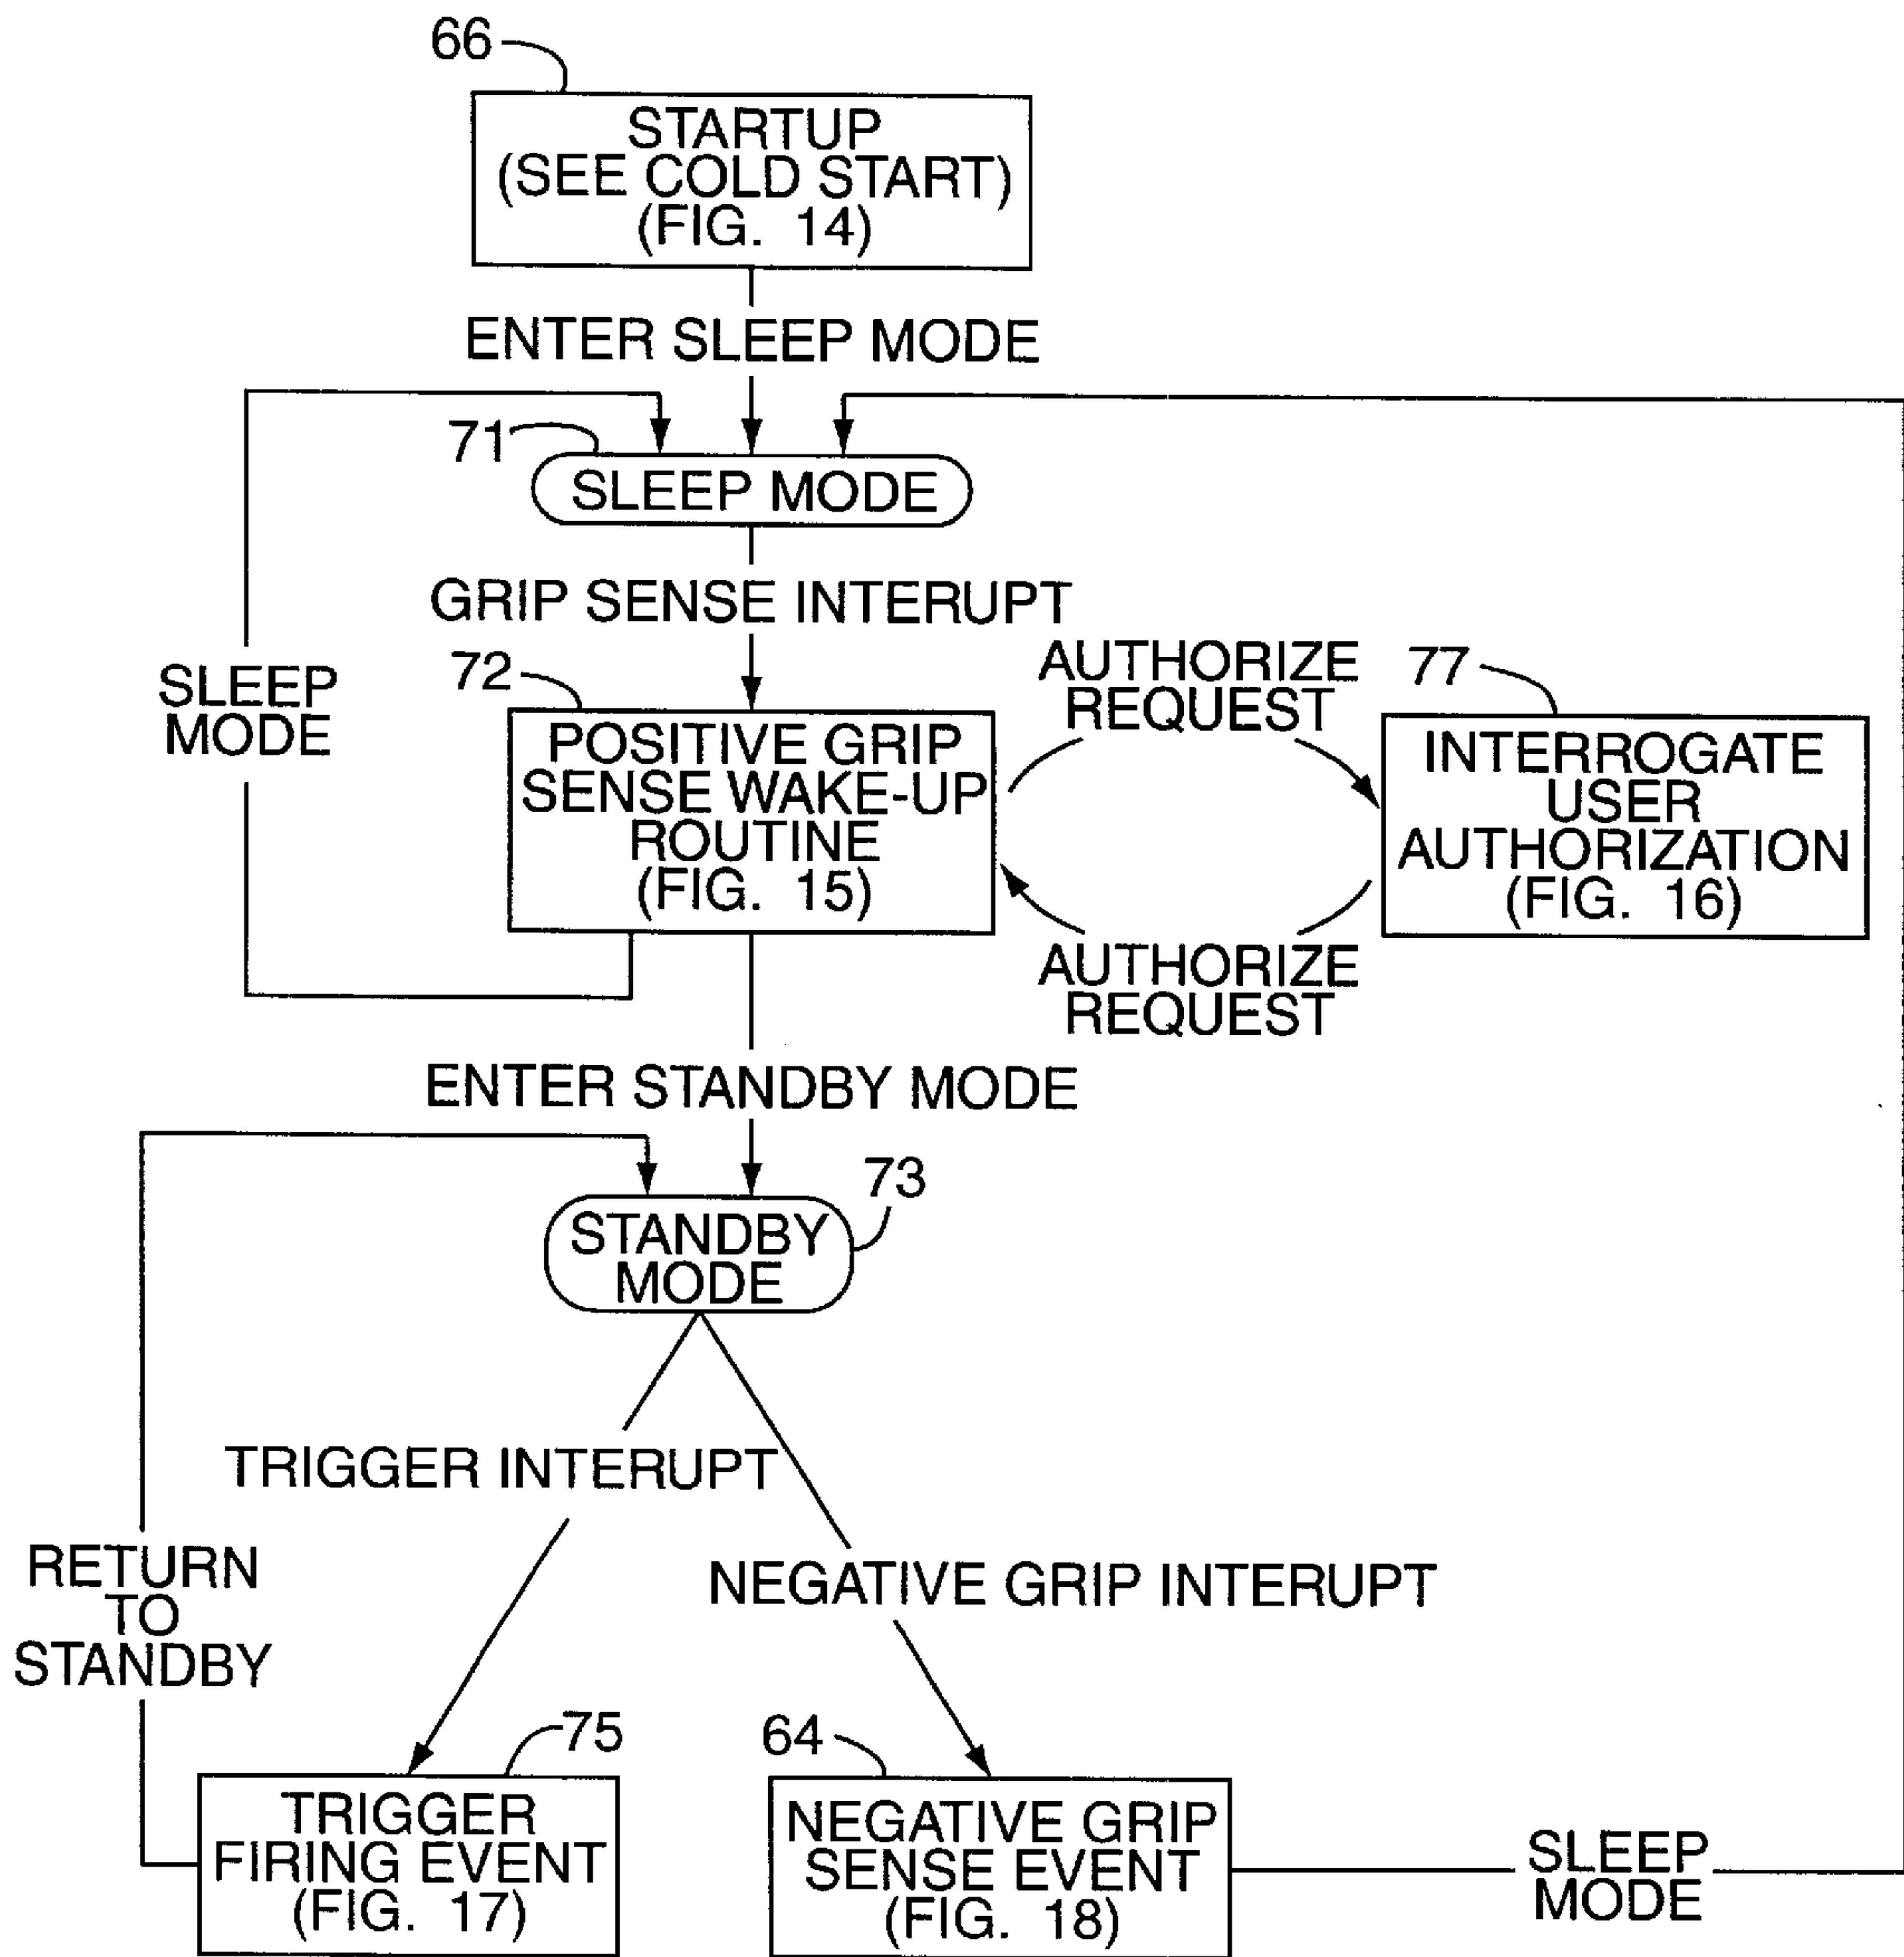 66
STARTUP
(SEE COLD START)
(FIG. 14)
ENTER SLEEP MODE
71
SLEEP MODE
GRIP SENSE INTERUPT
SLEEP
MODE
72
POSITIVE GRIP
SENSE WAKE-UP
ROUTINE
(FIG. 15)
AUTHORIZE
REQUEST
77
INTERROGATE
USER
AUTHORIZATION
(FIG. 16)
AUTHORIZE
REQUEST
ENTER STANDBY MODE
73
STANDBY
MODE
TRIGGER INTERUPT
NEGATIVE GRIP INTERUPT
RETURN
TO
STANDBY
75
TRIGGER
FIRING EVENT
(FIG. 17)
64
NEGATIVE GRIP
SENSE EVENT
(FIG. 18)
SLEEP
MODE